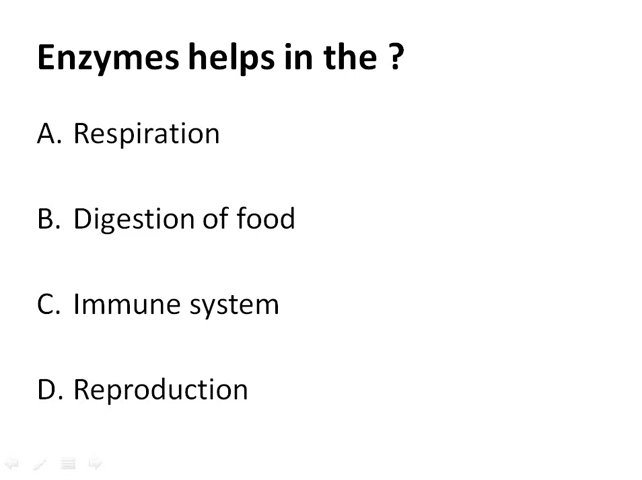 Enzymes helps in the ?
A. Respiration
B. Digestion of food
C. Immune system
D. Reproduction